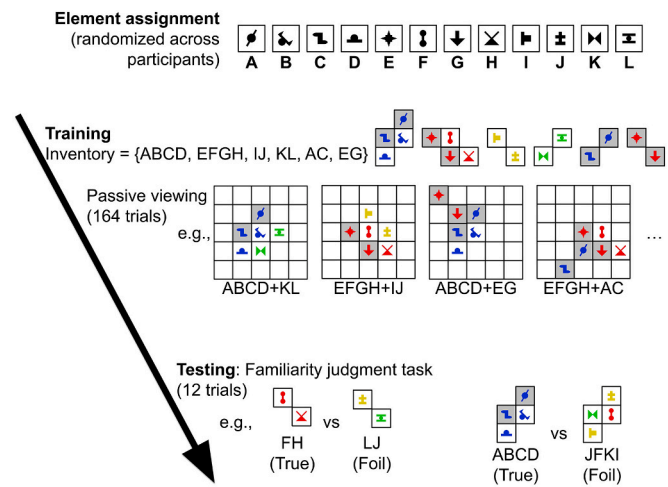 Element assignment
(randomized across
participants)
A B C D E F G H I J K L
Training
Inventory = {ABCD, EFGH, IJ, KL, AC, EG}
Passive viewing
(164 trials)
e.g.,
...
ABCD+KL EFGH+IJ ABCD+EG EFGH+AC
Testing: Familiarity judgment task
(12 trials)
e.g.,
vs
vs
FH LJ ABCD JFKI
(True) (Foil) (True) (Foil)